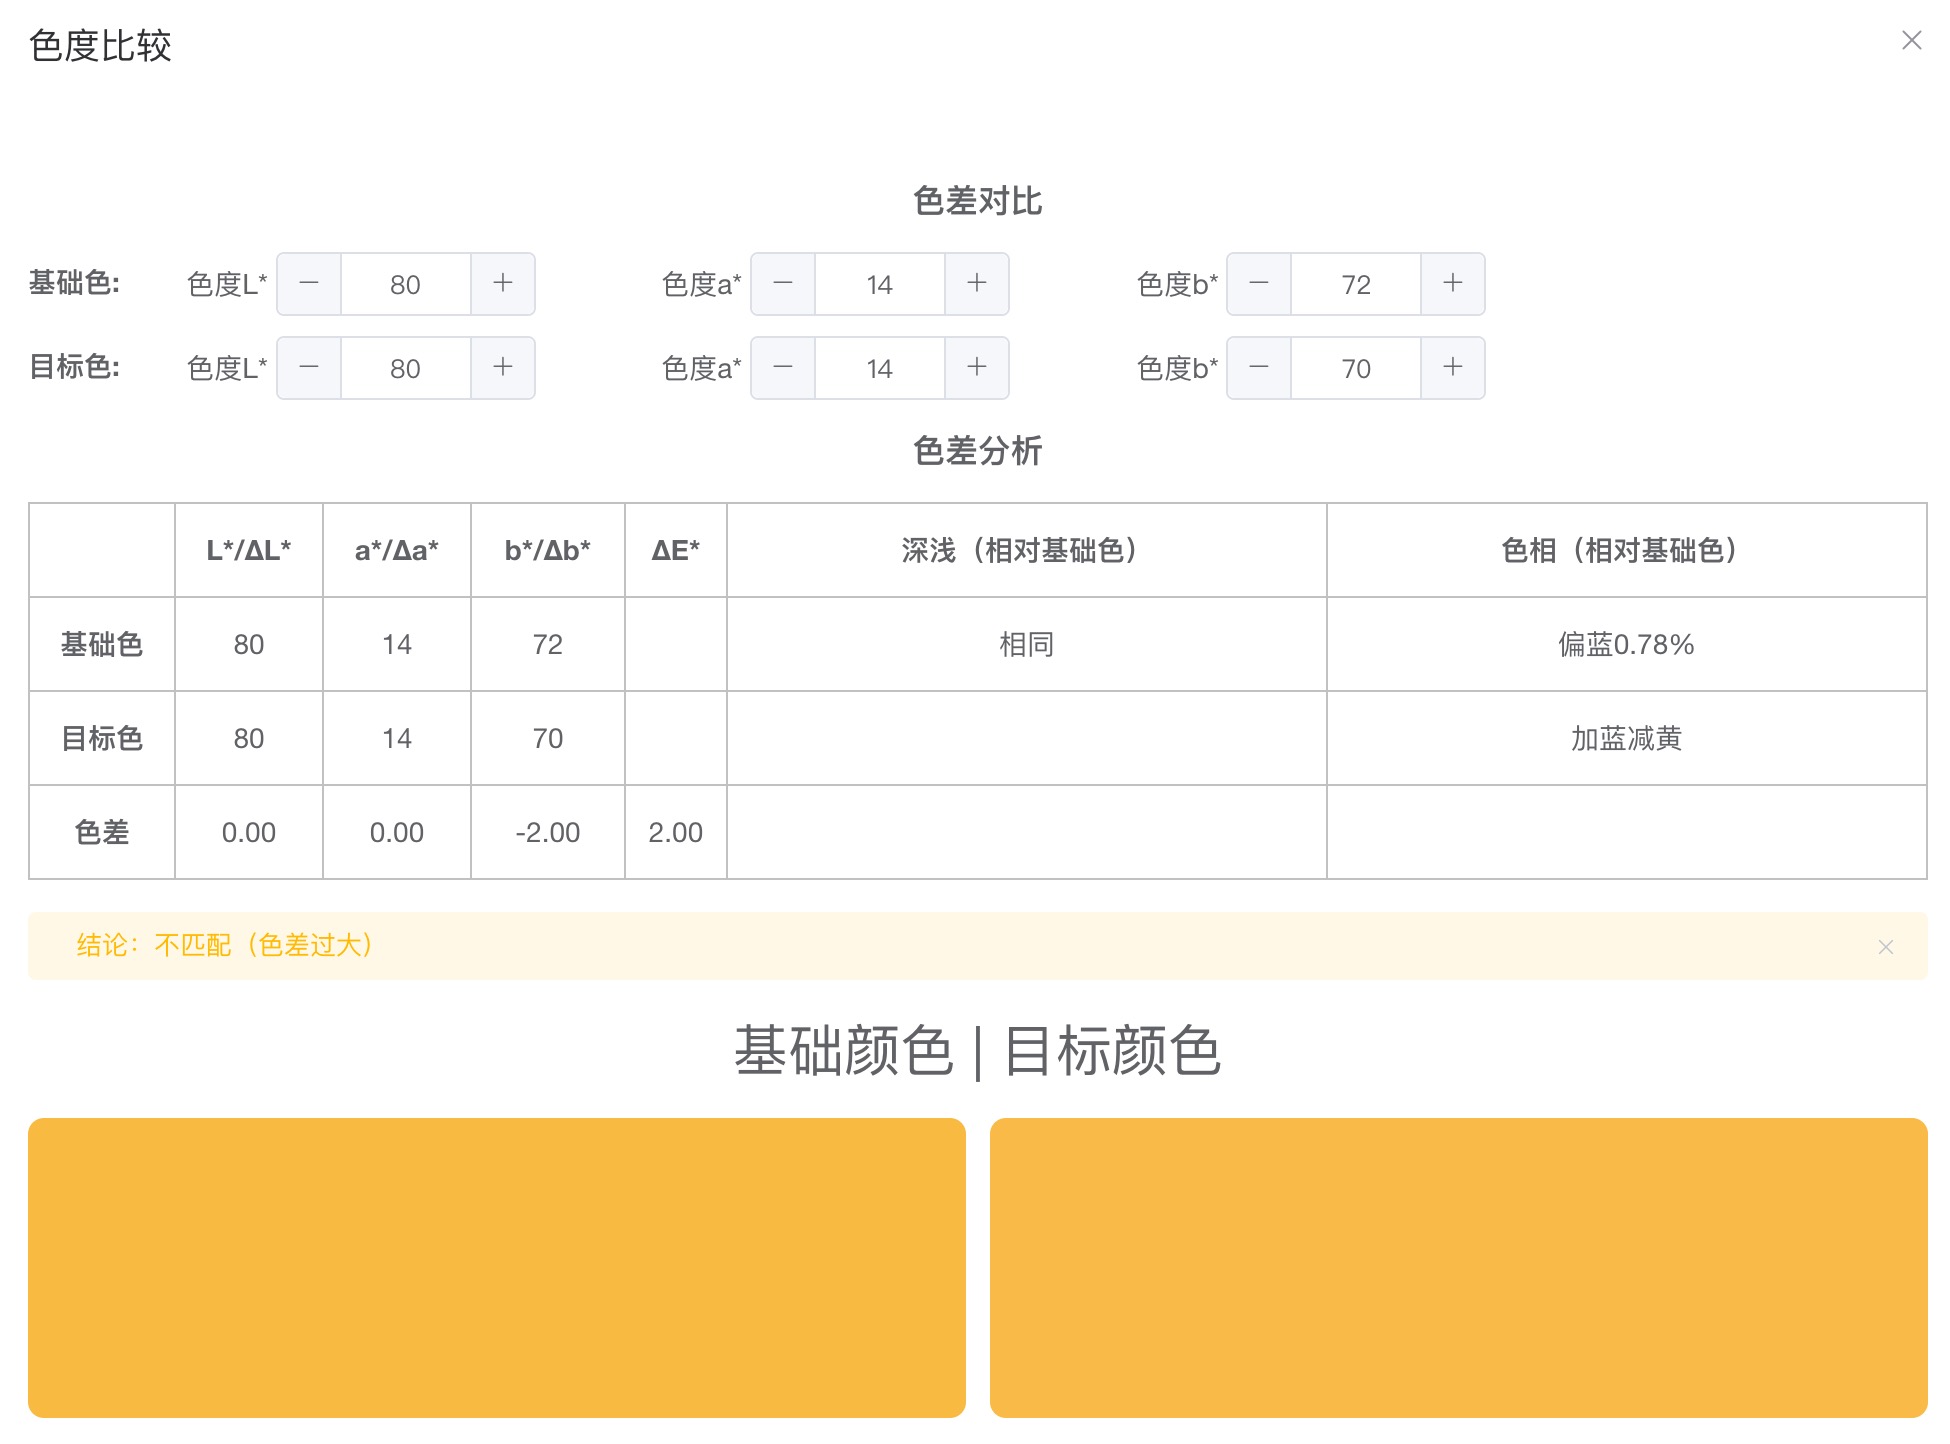 色度比较
色差对比
基础色: 色度L* 80 色度a* 14 色度b* 72
目标色: 色度L* 80 色度a* 14 色度b* 70
色差分析
L*/ΔL* a*/Δa* b*/Δb* ΔE* 深浅（相对基础色） 色相（相对基础色）
基础色 80 14 72 相同 偏蓝0.78%
目标色 80 14 70 加蓝减黄
色差 0.00 0.00 -2.00 2.00
结论：不匹配（色差过大）
基础颜色 | 目标颜色